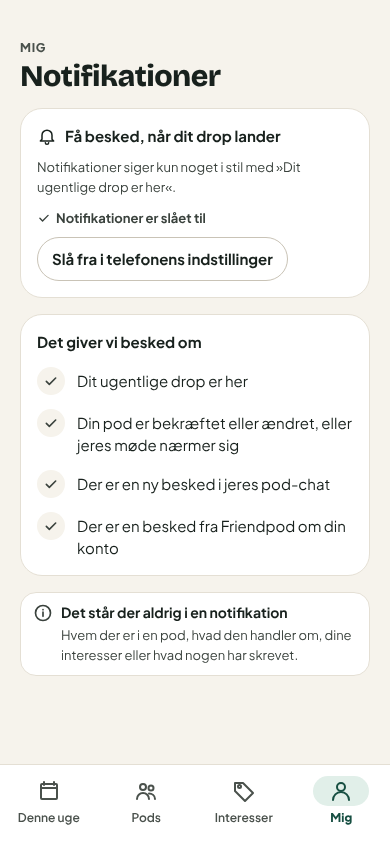 MIG
Notifikationer
Få besked, når dit drop lander
Notifikationer siger kun noget i stil med »Dit
ugentlige drop er her«.
Notifikationer er slået til
Slå fra i telefonens indstillinger
Det giver vi besked om
Dit ugentlige drop er her
Din pod er bekræftet eller ændret, eller
jeres møde nærmer sig
Der er en ny besked i jeres pod-chat
Der er en besked fra Friendpod om din
konto
Det står der aldrig i en notifikation
Hvem der er i en pod, hvad den handler om, dine
interesser eller hvad nogen har skrevet.
Denne uge
Pods
Interesser
Mig